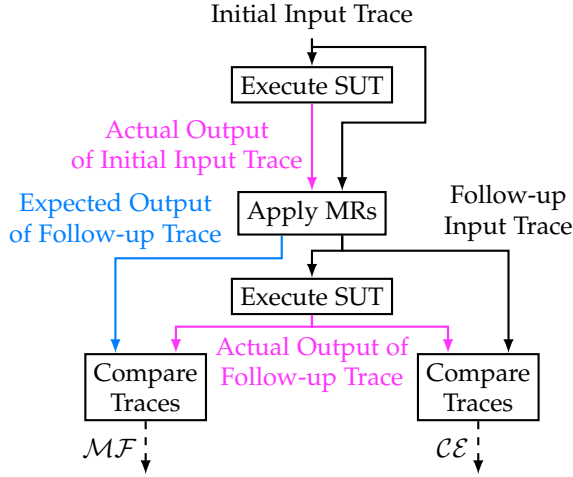 Initial Input Trace
Execute SUT
Actual Output
of Initial Input Trace
Expected Output
of Follow-up Trace
Apply MRs
Follow-up
Input Trace
Execute SUT
Actual Output of
Follow-up Trace
Compare
Traces
Compare
Traces
ℳℱ
𝒞ℰ